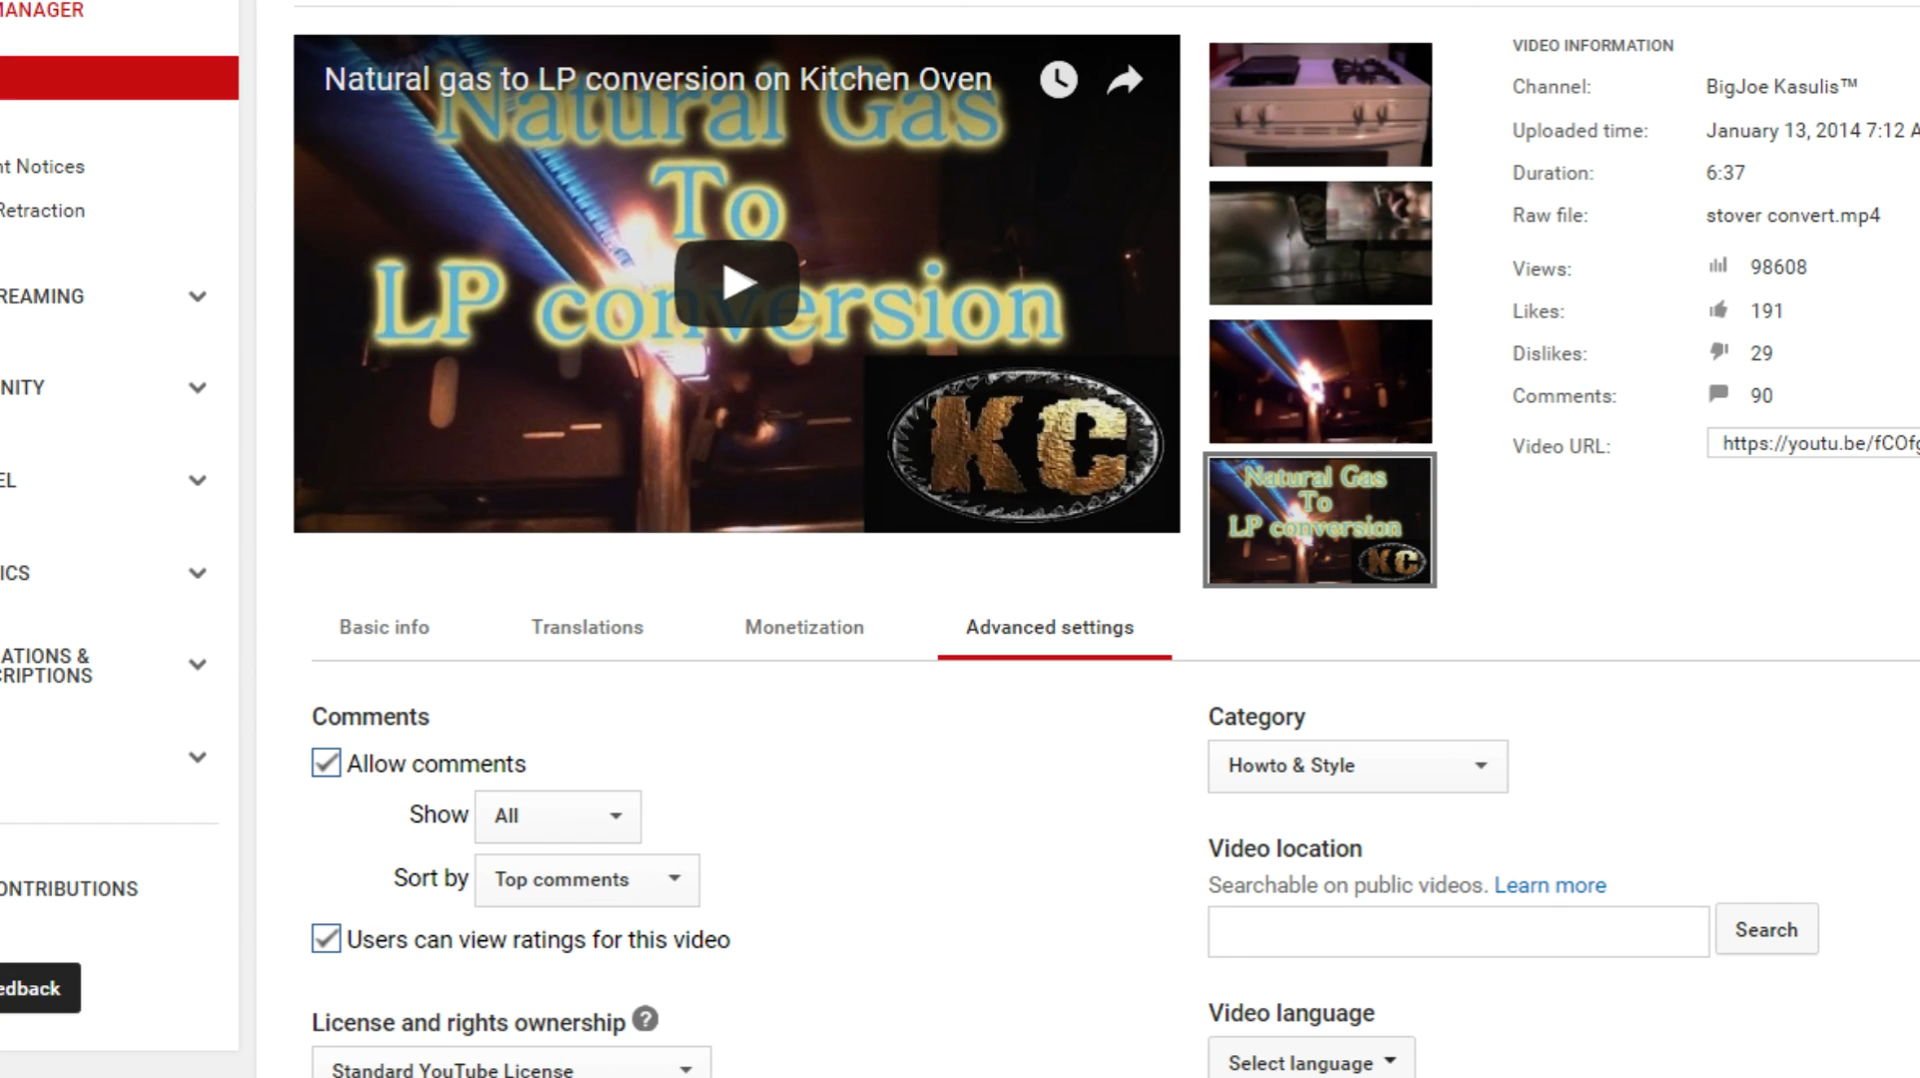 MANAGER
nt Notices
Retraction
REAMING
NITY
EL
ICS
ATIONS &
CRIPTIONS
ONTRIBUTIONS
edback
Natural gas to LP conversion on Kitchen Oven
Natural Gas
To
LP conversion
KC
Natural Gas
To
LP conversion
KC
VIDEO INFORMATION
Channel: BigJoe Kasulis™
Uploaded time: January 13, 2014 7:12 A
Duration: 6:37
Raw file: stover convert.mp4
Views: 98608
Likes: 191
Dislikes: 29
Comments: 90
Video URL: https://youtu.be/fCOfg
Basic info Translations Monetization Advanced settings
Comments
Allow comments
Show All
Sort by Top comments
Users can view ratings for this video
License and rights ownership ?
Standard YouTube License
Category
Howto & Style
Video location
Searchable on public videos. Learn more
Search
Video language
Select language